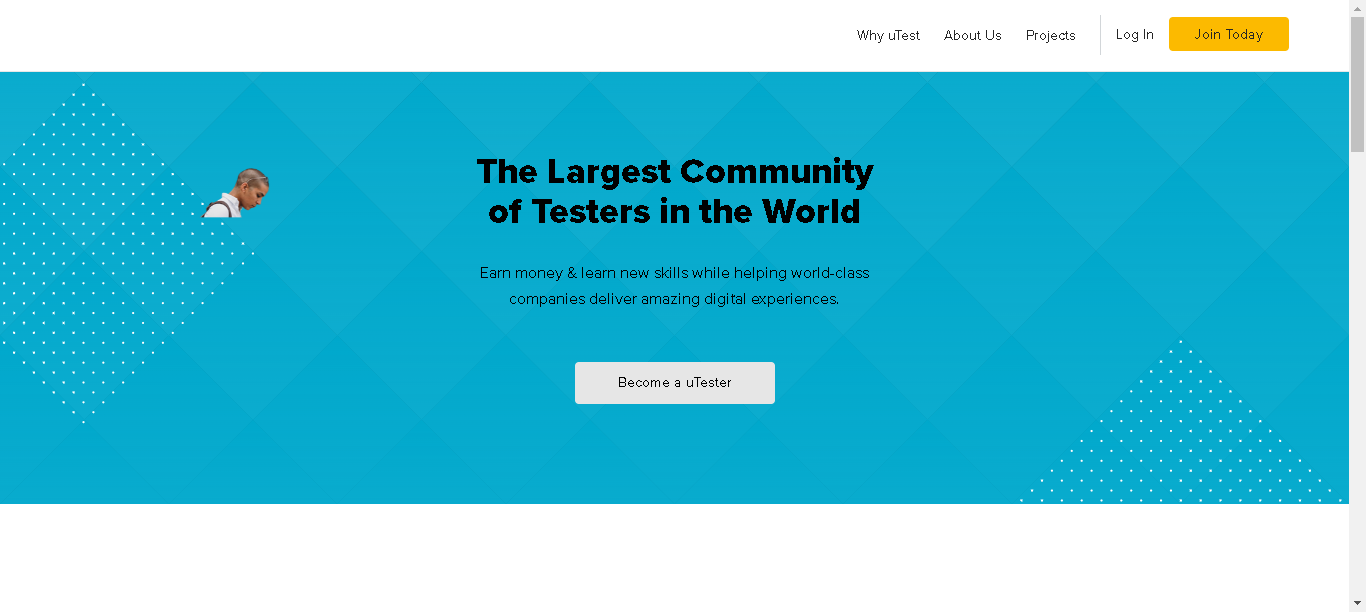 Why uTest
About Us
Projects
Log In
Join Today
The Largest Community
of Testers in the World
Earn money & learn new skills while helping world-class
companies deliver amazing digital experiences.
Become a uTester